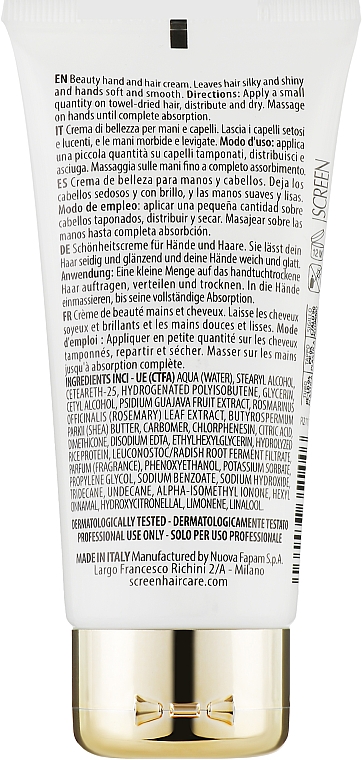 EN Beauty hand and hair cream. Leaves hair silky and shiny
and hands soft and smooth. Directions: Apply a small
quantity on towel-dried hair, distribute and dry. Massage
on hands until complete absorption.
IT Crema di bellezza per mani e capelli. Lascia i capelli setosi
e lucenti, e le mani morbide e levigate. Modo d'uso: applica
una piccola quantità su capelli tamponati, distribuisci e
asciuga. Massaggia sulle mani fino a completo assorbimento.
ES Crema de belleza para manos y cabellos. Deja los
cabellos sedosos y con brillo, y las manos suaves y lisas.
Modo de empleo: aplicar una pequeña cantidad sobre
cabellos taponados, distribuir y secar. Masajear sobre las
manos hasta completa absorción.
DE Schönheitscreme für Hände und Haare. Sie lässt dein
Haar seidig und glänzend und deine Hände weich und glatt.
Anwendung: Eine kleine Menge auf das handtuchtrockene
Haar auftragen, verteilen und trocknen. In die Hände
einmassieren, bis seine vollständige Absorption.
FR Crème de beauté mains et cheveux. Laisse les cheveux
soyeux et brillants et les mains douces et lisses. Mode
d'emploi : Appliquer en petite quantité sur les cheveux
tamponnés, repartir et sécher. Masser sur les mains
jusqu'à absorption complète.
INGREDIENTS INCI - UE (CTFA) AQUA (WATER), STEARYL ALCOHOL,
CETEARETH-25, HYDROGENATED POLYISOBUTENE, GLYCERIN,
CETYL ALCOHOL, PSIDIUM GUAJAVA FRUIT EXTRACT, ROSMARINUS
OFFICINALIS (ROSEMARY) LEAF EXTRACT, BUTYROSPERMUM
PARKII (SHEA) BUTTER, CARBOMER, CHLORPHENESIN, CITRIC ACID,
DIMETHICONE, DISODIUM EDTA, ETHYLHEXYLGLYCERIN, HYDROLYZED
RICE PROTEIN, LEUCONOSTOC/RADISH ROOT FERMENT FILTRATE,
PARFUM (FRAGRANCE), PHENOXYETHANOL, POTASSIUM SORBATE,
PROPYLENE GLYCOL, SODIUM BENZOATE, SODIUM HYDROXIDE,
TRIDECANE, UNDECANE, ALPHA-ISOMETHYL IONONE, HEXYL
CINNAMAL, HYDROXYCITRONELLAL, LIMONENE, LINALOOL.
DERMATOLOGICALLY TESTED - DERMATOLOGICAMENTE TESTATO
PROFESSIONAL USE ONLY - SOLO PER USO PROFESSIONALE
MADE IN ITALY Manufactured by Nuova Fapam S.p.A.
Largo Francesco Richini 2/A - Milano
screenhaircare.com
SCREEN